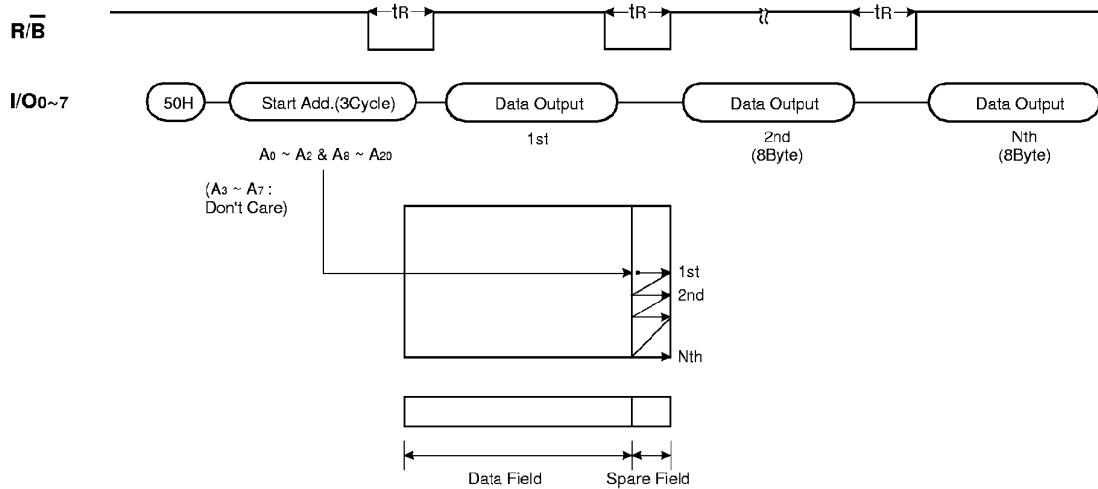 R/B
tR
tR
tR
I/O0~7
50H
Start Add.(3Cycle)
Data Output
Data Output
Data Output
1st
2nd
(8Byte)
Nth
(8Byte)
A0 ~ A2 & A8 ~ A20
(A3 ~ A7 :
Don't Care)
1st
2nd
Nth
Data Field
Spare Field